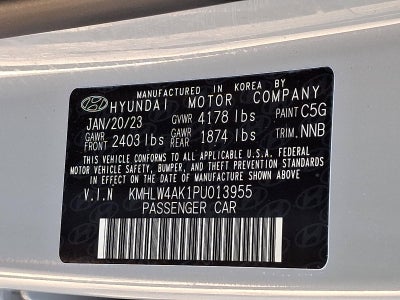 MANUFACTURED IN KOREA BY
HYUNDAI MOTOR COMPANY
JAN/20/23 GVWR 4178 lbs PAINT C5G
GAWR FRONT 2403 lbs GAWR REAR 1874 lbs TRIM. NNB
THIS VEHICLE CONFORMS TO ALL APPLICABLE U.S.A. FEDERAL
MOTOR VEHICLE SAFETY, BUMPER, AND THEFT PREVENTION STANDARDS
IN EFFECT ON THE DATE OF MANUFACTURE SHOWN ABOVE.
V.I.N KMHLW4AK1PU013955
PASSENGER CAR